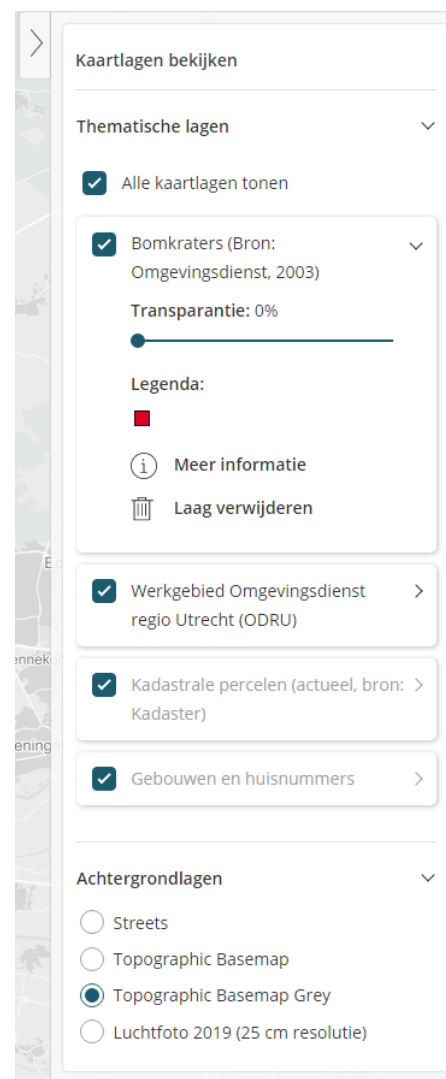 Kaartlagen bekijken
Thematische lagen
Alle kaartlagen tonen
Bomkraters (Bron:
Omgevingsdienst, 2003)
Transparantie: 0%
Legenda:
Meer informatie
Laag verwijderen
Werkgebied Omgevingsdienst
regio Utrecht (ODRU)
Kadastrale percelen (actueel, bron:
Kadaster)
Gebouwen en huisnummers
Achtergrondlagen
Streets
Topographic Basemap
Topographic Basemap Grey
Luchtfoto 2019 (25 cm resolutie)